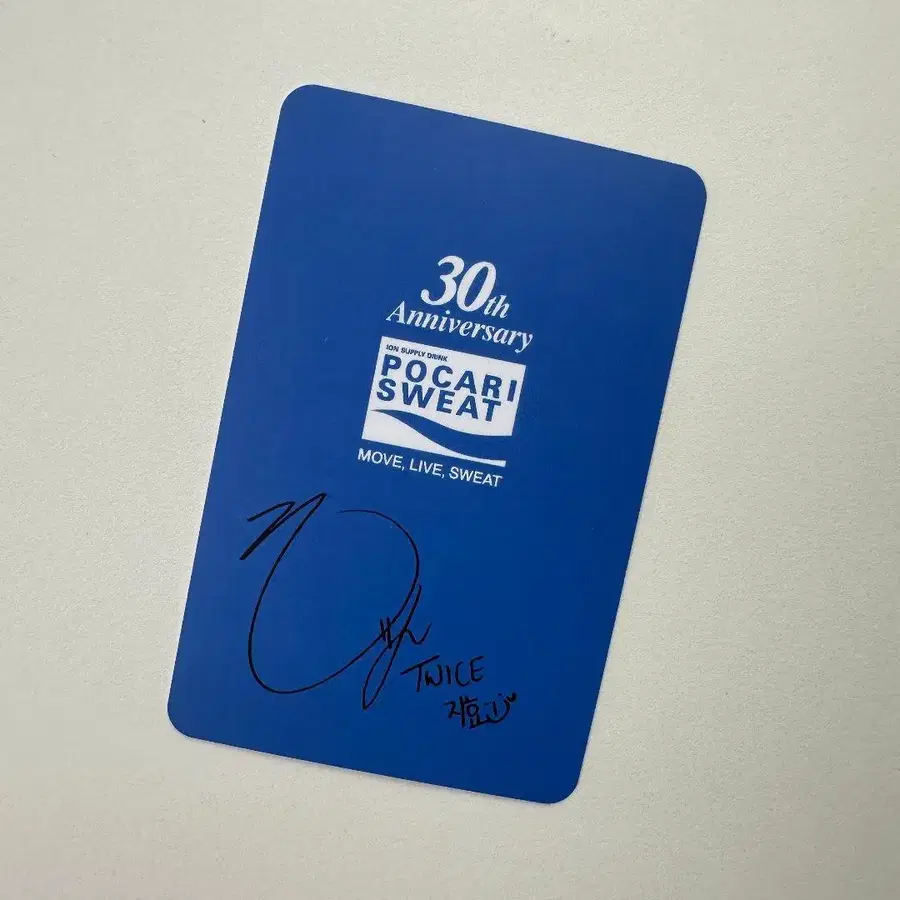 30th
Anniversary
ION SUPPLY DRINK
POCARI
SWEAT
MOVE, LIVE, SWEAT
TWICE
지효